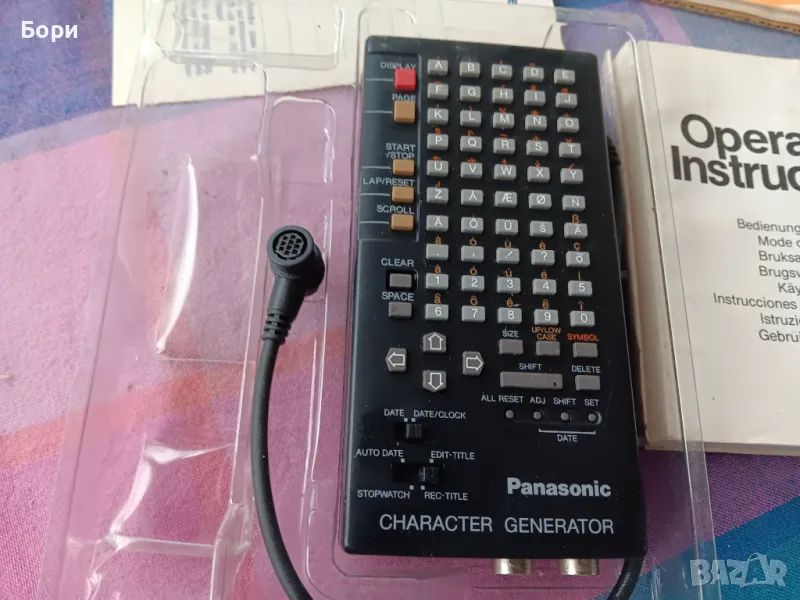 Бори
DISPLAY
PAGE
START
/STOP
LAP/RESET
SCROLL
CLEAR
SPACE
A B C D E
F G H I J
K L M N O
P Q R S T
U V W X Y
Z Ä Æ Ö Ø
1 2 3 4 5
6 7 8 9 0
SIZE
UP/LOW
CASE
SYMBOL
SHIFT
DELETE
ALL RESET ADJ SHIFT SET
DATE
DATE DATE/CLOCK
AUTO DATE EDIT-TITLE
STOPWATCH REC-TITLE
Panasonic
CHARACTER GENERATOR
Opera
Instruc
Bedienung
Mode d
Bruksa
Brugsv
Käy
Instrucciones
Istruzi
Gebrui
BAZAR